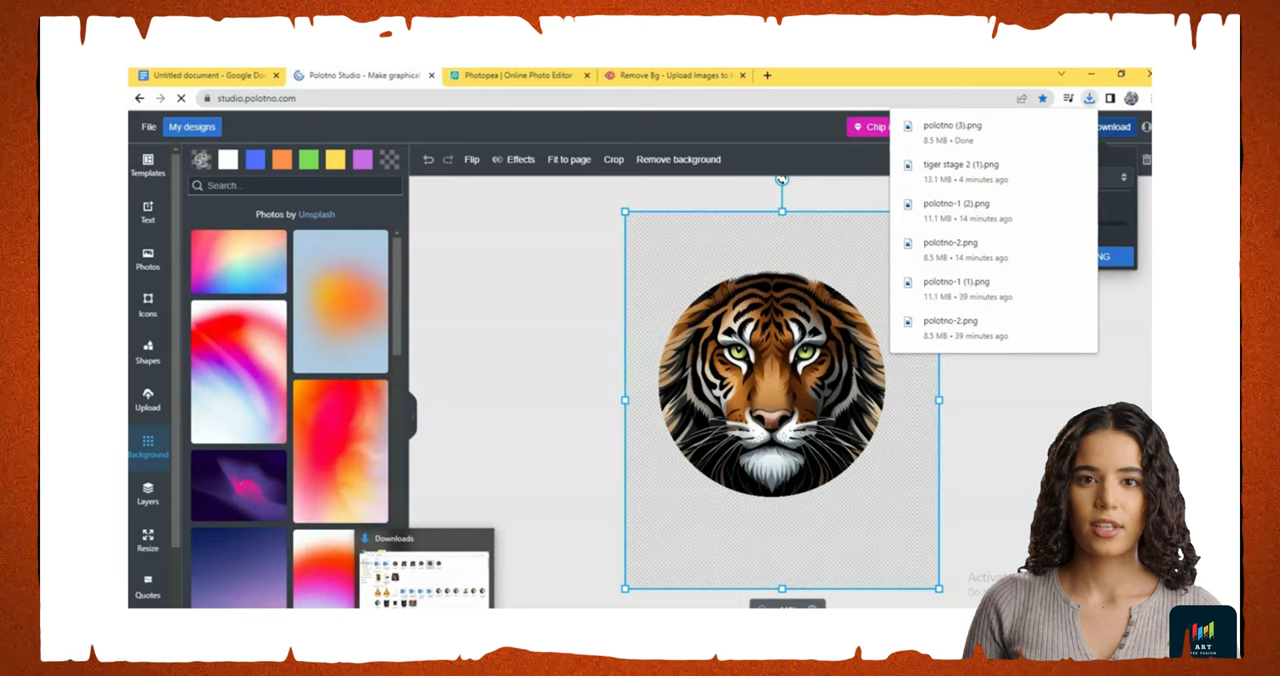 Untitled document - Google Do
Polotno Studio - Make graphical
Photopea | Online Photo Editor
Remove Bg - Upload Images to
studio.polotno.com
File
My designs
Chip
ownload
Flip
Effects
Fit to page
Crop
Remove background
Search...
Photos by Unsplash
Templates
Text
Photos
Icons
Shapes
Upload
Background
Layers
Resize
Quotes
polotno (3).png
8.5 MB • Done
tiger stage 2 (1).png
13.1 MB • 4 minutes ago
polotno-1 (2).png
11.1 MB • 14 minutes ago
polotno-2.png
8.5 MB • 14 minutes ago
polotno-1 (1).png
11.1 MB • 39 minutes ago
polotno-2.png
8.5 MB • 39 minutes ago
NG
Downloads
Activat
Go
ART